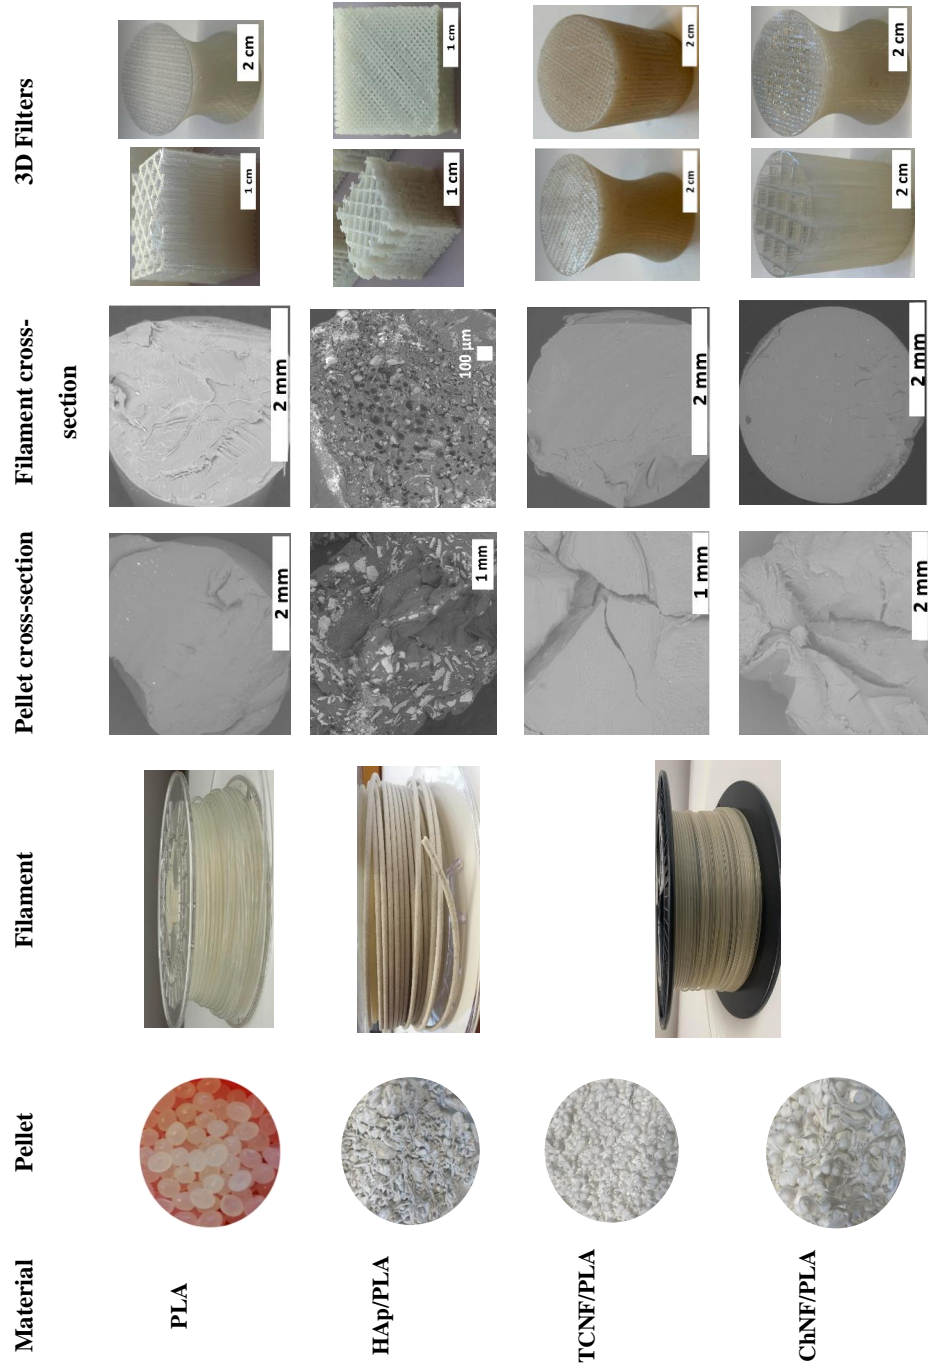 Material
Pellet
Filament
Pellet cross-section
Filament cross-
section
3D Filters
PLA
2 mm
2 mm
1 cm
2 cm
HAp/PLA
1 mm
100 µm
1 cm
1 cm
TCNF/PLA
1 mm
2 mm
2 cm
2 cm
ChNF/PLA
2 mm
2 mm
2 cm
2 cm